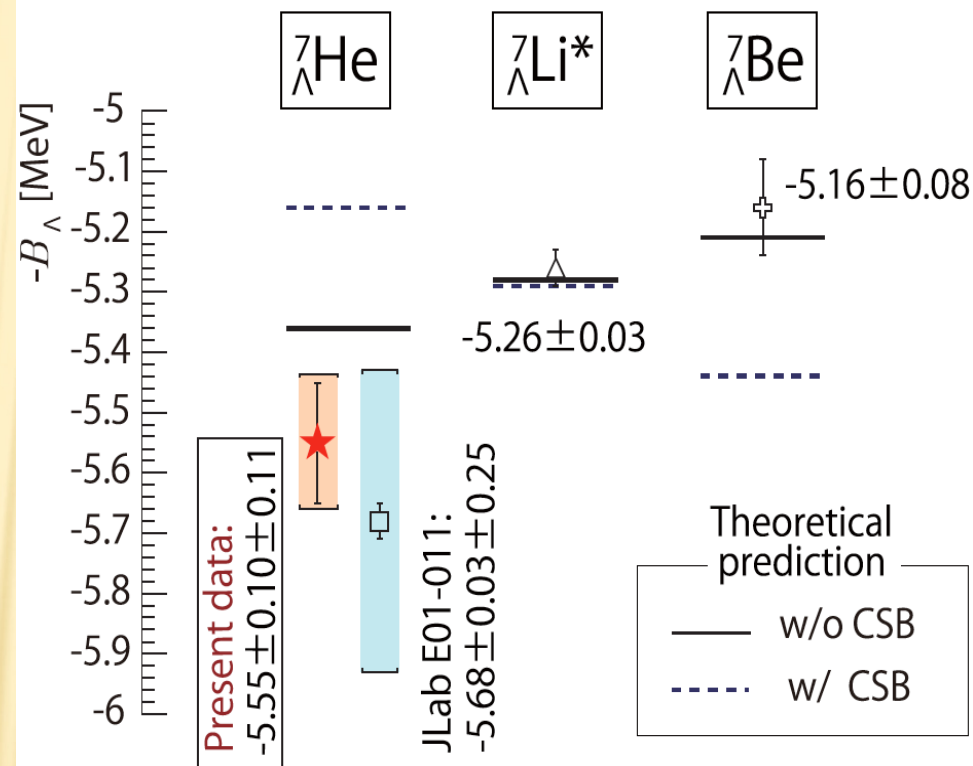 ⁷ΛHe
⁷ΛLi*
⁷ΛBe
-B Λ [MeV]
-5
-5.1
-5.2
-5.3
-5.4
-5.5
-5.6
-5.7
-5.8
-5.9
-6
-5.16±0.08
-5.26±0.03
Present data:
-5.55±0.10±0.11
JLab E01-011:
-5.68±0.03±0.25
Theoretical
prediction
w/o CSB
w/ CSB